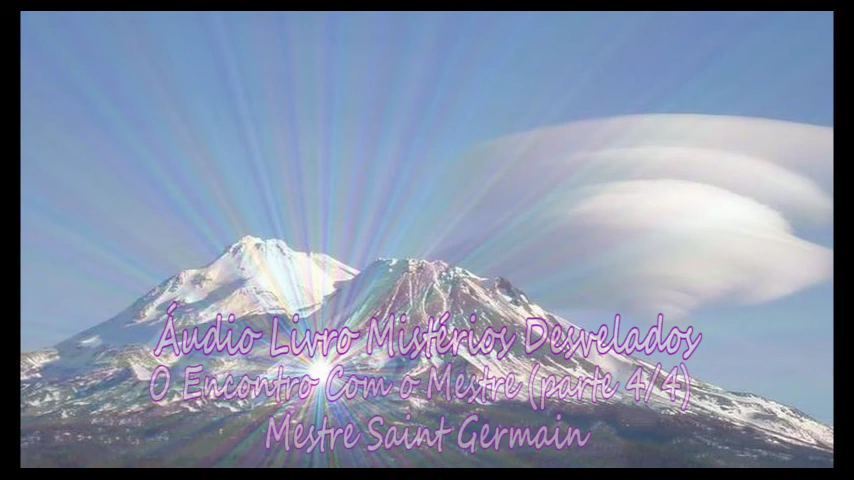 Áudio Livro Mistérios Desvelados
O Encontro Com o Mestre (parte 4/4)
Mestre Saint Germain